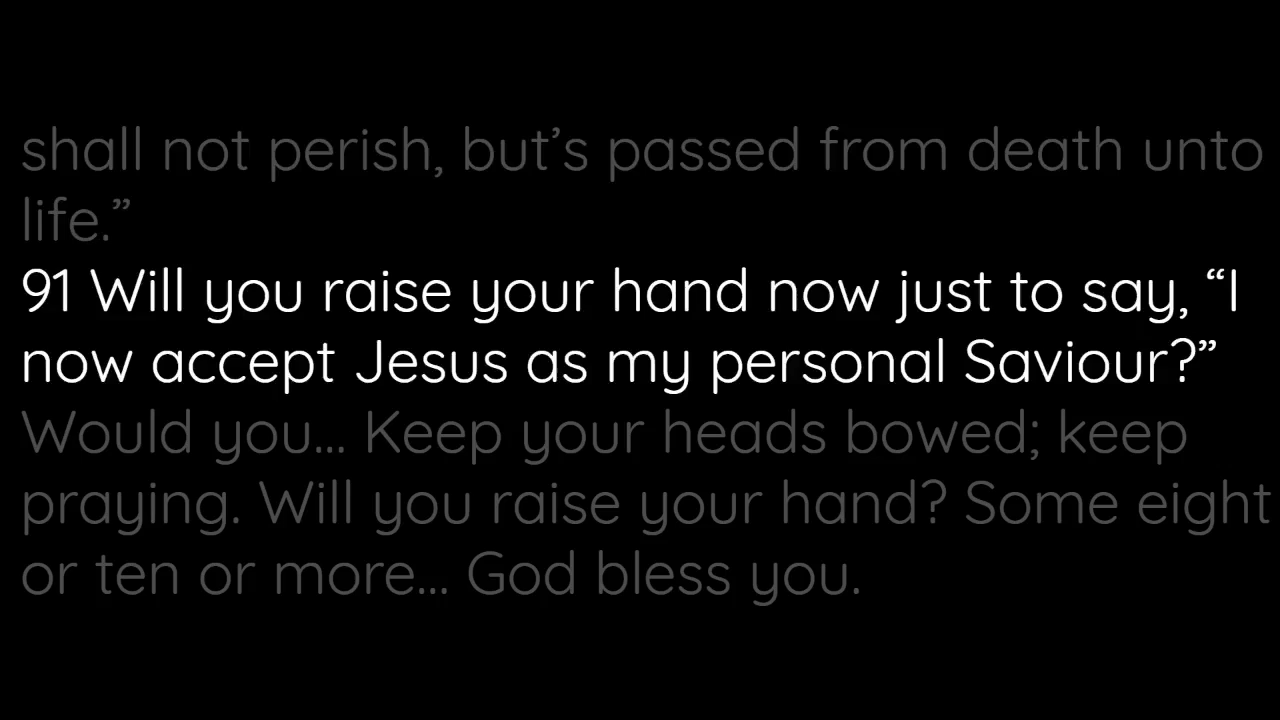 shall not perish, but’s passed from death unto
life.”
91 Will you raise your hand now just to say, “I
now accept Jesus as my personal Saviour?”
Would you... Keep your heads bowed; keep
praying. Will you raise your hand? Some eight
or ten or more... God bless you.